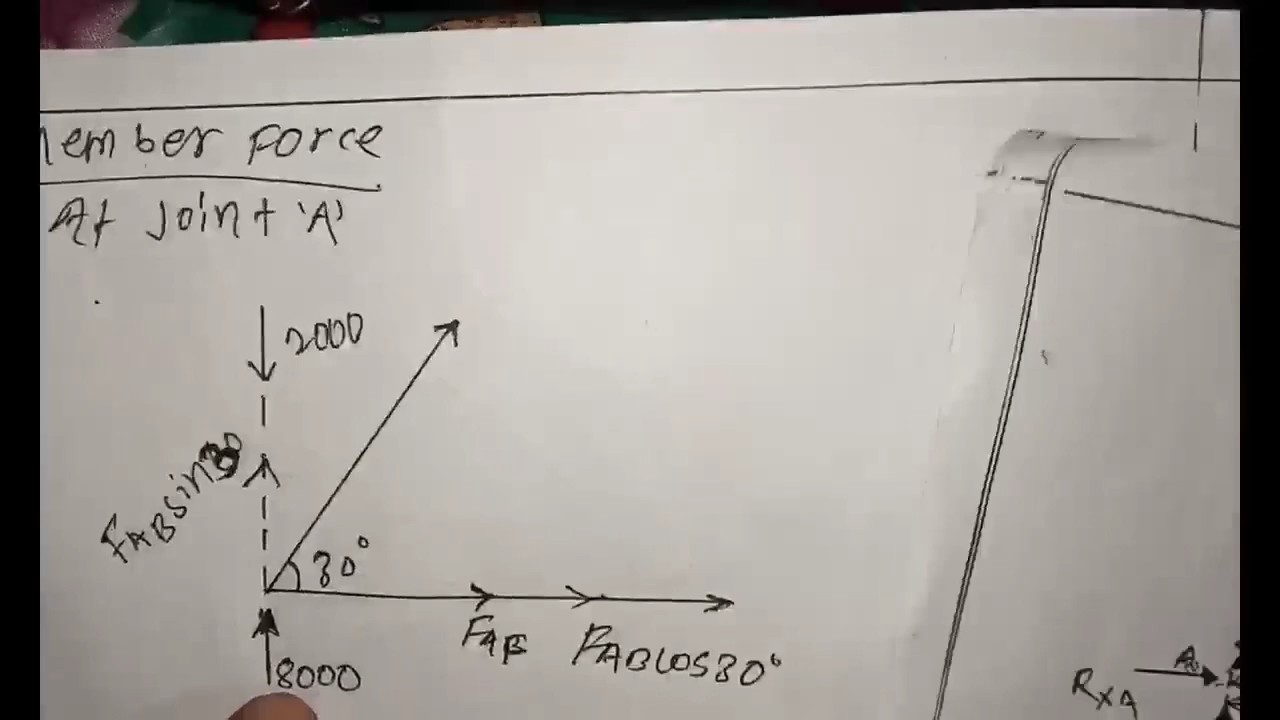 Member Force
At Joint 'A'
2000
FABsin30
30°
FAB
FABcos30°
8000
RXA
A